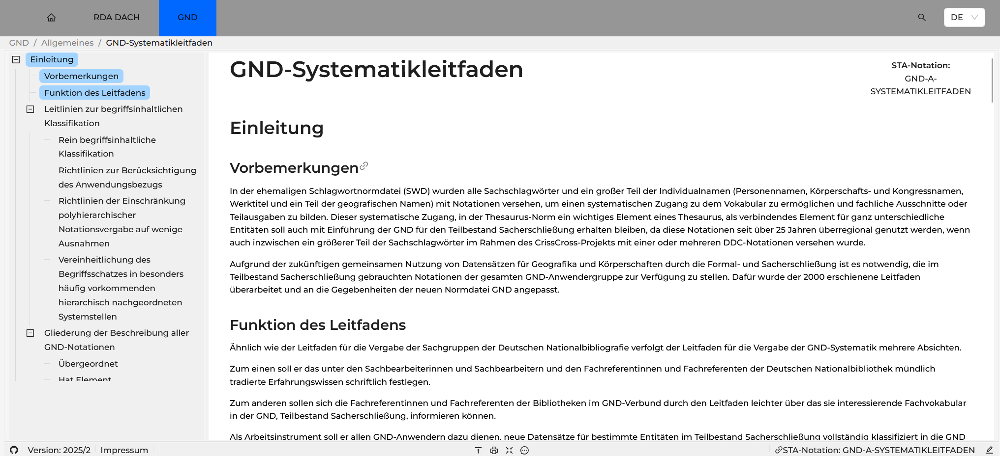 RDA DACH
GND
DE
GND / Allgemeines / GND-Systematikleitfaden
Einleitung
Vorbemerkungen
Funktion des Leitfadens
Leitlinien zur begriffsinhaltlichen
Klassifikation
Rein begriffsinhaltliche
Klassifikation
Richtlinien zur Berücksichtigung
des Anwendungsbezugs
Richtlinien der Einschränkung
polyhierarchischer
Notationsvergabe auf wenige
Ausnahmen
Vereinheitlichung des
Begriffsschatzes in besonders
häufig vorkommenden
hierarchisch nachgeordneten
Systemstellen
Gliederung der Beschreibung aller
GND-Notationen
Übergeordnet
Hat Element
GND-Systematikleitfaden
STA-Notation:
GND-A-
SYSTEMATIKLEITFADEN
Einleitung
Vorbemerkungen
In der ehemaligen Schlagwortnormdatei (SWD) wurden alle Sachschlagwörter und ein großer Teil der Individualnamen (Personennamen, Körperschafts- und Kongressnamen,
Werktitel und ein Teil der geografischen Namen) mit Notationen versehen, um einen systematischen Zugang zu dem Vokabular zu ermöglichen und fachliche Ausschnitte oder
Teilausgaben zu bilden. Dieser systematische Zugang, in der Thesaurus-Norm ein wichtiges Element eines Thesaurus, als verbindendes Element für ganz unterschiedliche
Entitäten soll auch mit Einführung der GND für den Teilbestand Sacherschließung erhalten bleiben, da diese Notationen seit über 25 Jahren überregional genutzt werden, wenn
auch inzwischen ein größerer Teil der Sachschlagwörter im Rahmen des CrissCross-Projekts mit einer oder mehreren DDC-Notationen versehen wurde.
Aufgrund der zukünftigen gemeinsamen Nutzung von Datensätzen für Geografika und Körperschaften durch die Formal- und Sacherschließung ist es notwendig, die im
Teilbestand Sacherschließung gebrauchten Notationen der gesamten GND-Anwendergruppe zur Verfügung zu stellen. Dafür wurde der 2000 erschienene Leitfaden
überarbeitet und an die Gegebenheiten der neuen Normdatei GND angepasst.
Funktion des Leitfadens
Ähnlich wie der Leitfaden für die Vergabe der Sachgruppen der Deutschen Nationalbibliografie verfolgt der Leitfaden für die Vergabe der GND-Systematik mehrere Absichten.
Zum einen soll er das unter den Sachbearbeiterinnen und Sachbearbeitern und den Fachreferentinnen und Fachreferenten der Deutschen Nationalbibliothek mündlich
tradierte Erfahrungswissen schriftlich festlegen.
Zum anderen sollen sich die Fachreferentinnen und Fachreferenten der Bibliotheken im GND-Verbund durch den Leitfaden leichter über das sie interessierende Fachvokabular
in der GND, Teilbestand Sacherschließung, informieren können.
Als Arbeitsinstrument soll er allen GND-Anwendern dazu dienen, neue Datensätze für bestimmte Entitäten im Teilbestand Sacherschließung vollständig klassifiziert in die GND
Version: 2025/2
Impressum
STA-Notation: GND-A-SYSTEMATIKLEITFADEN